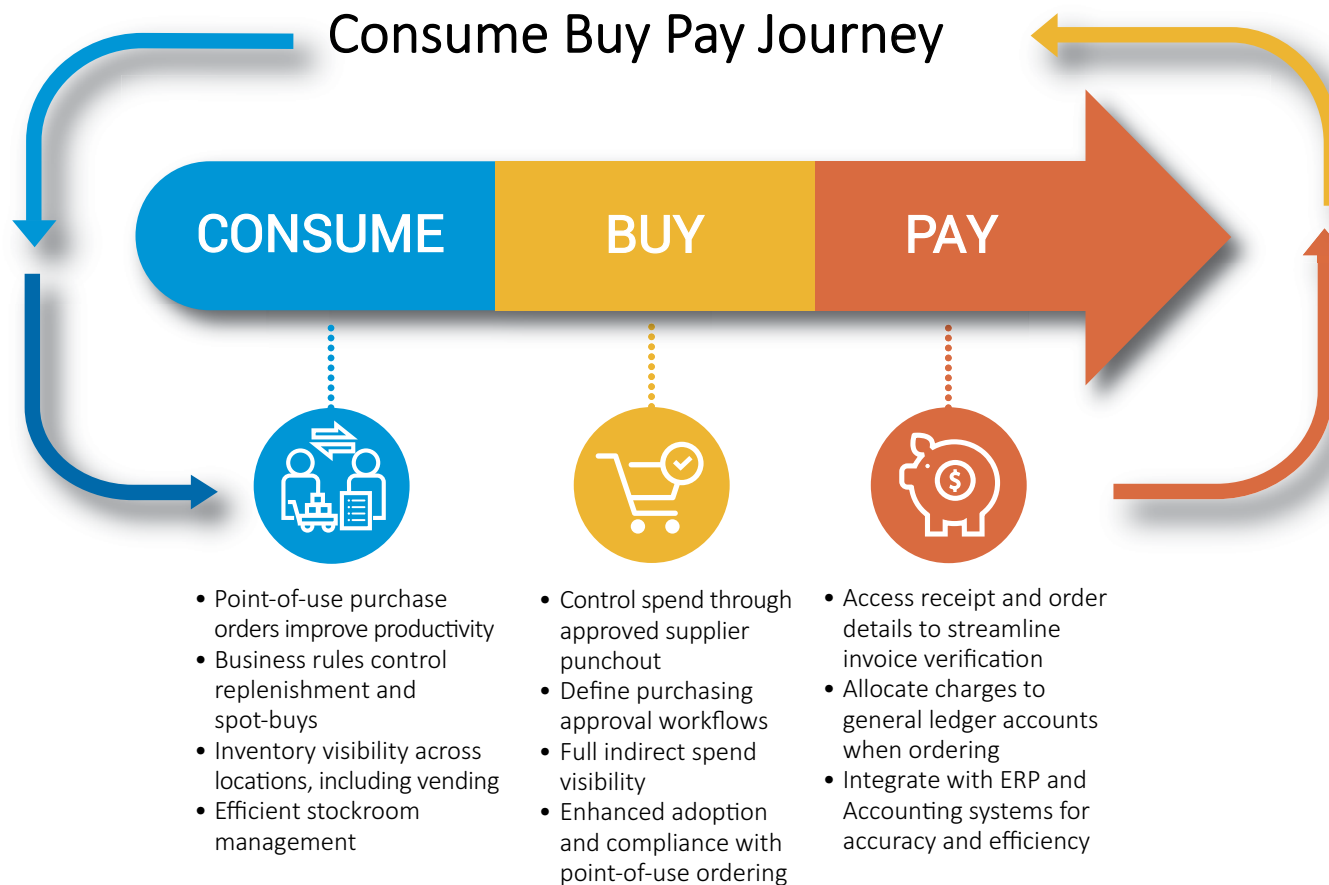 Consume Buy Pay Journey
CONSUME
BUY
PAY
$
• Point-of-use purchase
orders improve productivity
• Business rules control
replenishment and
spot-buys
• Inventory visibility across
locations, including vending
• Efficient stockroom
management
• Control spend through
approved supplier
punchout
• Define purchasing
approval workflows
• Full indirect spend
visibility
• Enhanced adoption
and compliance with
point-of-use ordering
• Access receipt and order
details to streamline
invoice verification
• Allocate charges to
general ledger accounts
when ordering
• Integrate with ERP and
Accounting systems for
accuracy and efficiency